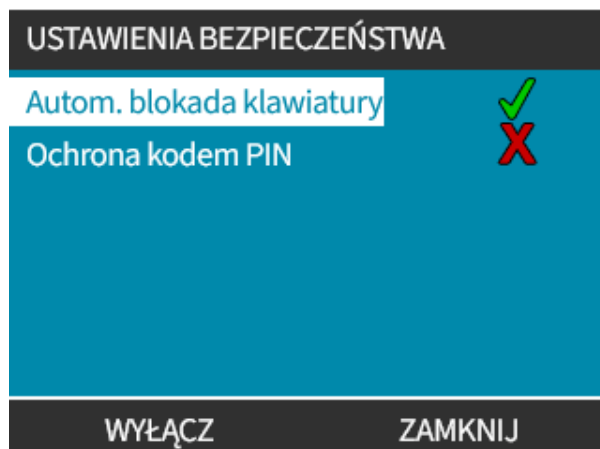 USTAWIENIA BEZPIECZEŃSTWA
Autom. blokada klawiatury
Ochrona kodem PIN
WYŁĄCZ ZAMKNIJ